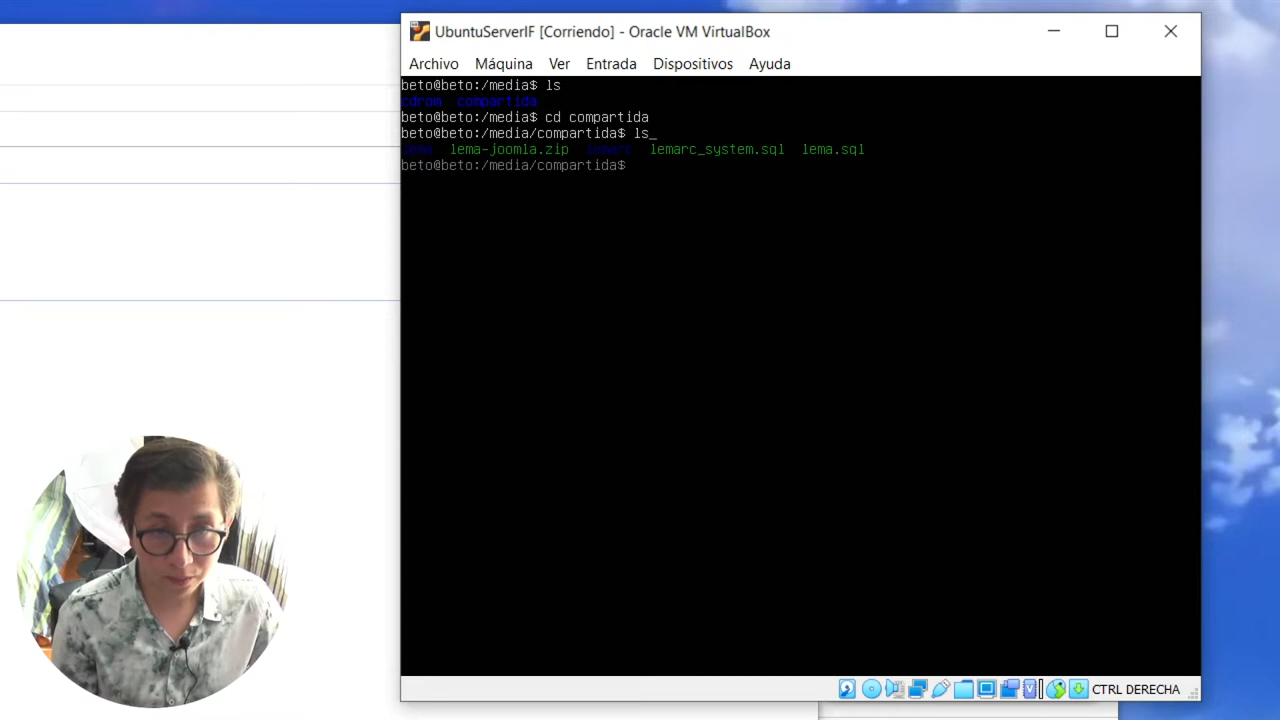 UbuntuServerIF [Corriendo] - Oracle VM VirtualBox
Archivo Máquina Ver Entrada Dispositivos Ayuda
beto@beto:/media$ ls
cdrom compartida
beto@beto:/media$ cd compartida
beto@beto:/media/compartida$ ls_
lema lema-joomla.zip lemarc lemarc_system.sql lema.sql
beto@beto:/media/compartida$
CTRL DERECHA